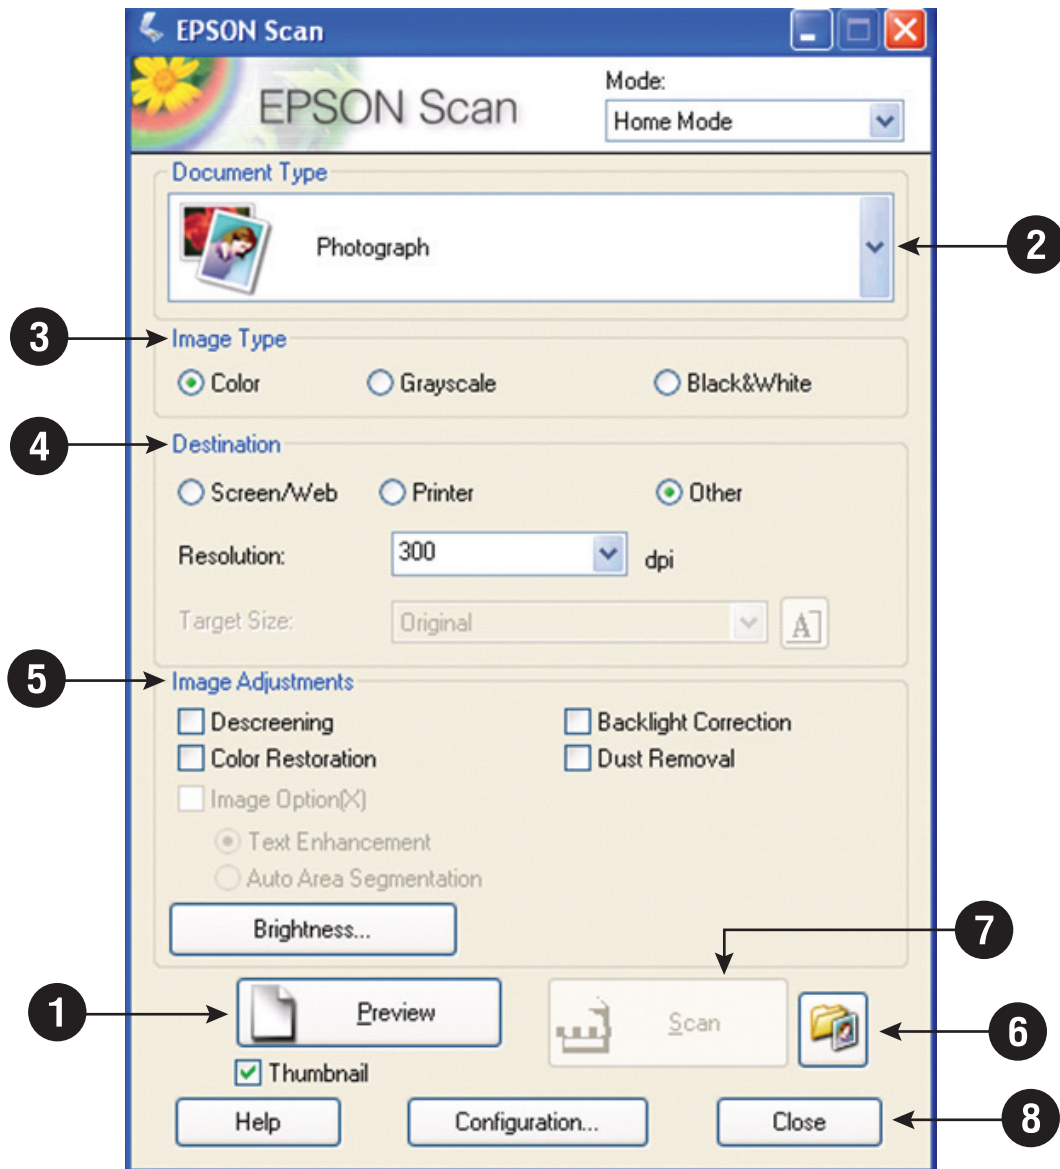 EPSON Scan
EPSON Scan
Mode:
Home Mode
Document Type
Photograph
2
3
Image Type
Color Grayscale Black&White
4
Destination
Screen/Web Printer Other
Resolution: 300 dpi
Target Size: Original A
5
Image Adjustments
Descreening Backlight Correction
Color Restoration Dust Removal
Image Option(X)
Text Enhancement
Auto Area Segmentation
Brightness...
7
1
Preview Scan
6
Thumbnail
Help Configuration... Close
8